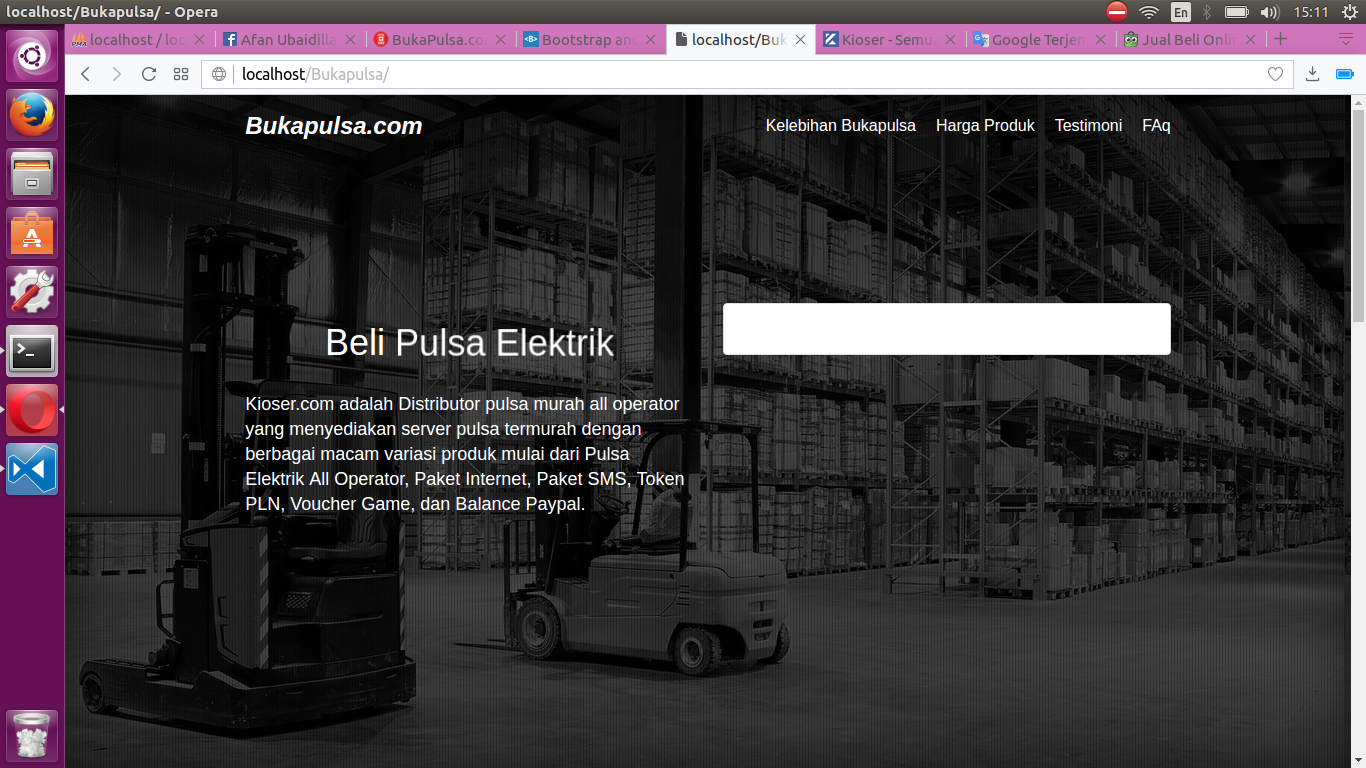 localhost/Bukapulsa/ - Opera
En
15:11
localhost / loc
Afan Ubaidilla
BukaPulsa.co
Bootstrap and
localhost/Buk
Kioser - Semua
Google Terjem
Jual Beli Onlin
localhost/Bukapulsa/
Bukapulsa.com
Kelebihan Bukapulsa
Harga Produk
Testimoni
FAq
Beli Pulsa Elektrik
Kioser.com adalah Distributor pulsa murah all operator
yang menyediakan server pulsa termurah dengan
berbagai macam variasi produk mulai dari Pulsa
Elektrik All Operator, Paket Internet, Paket SMS, Token
PLN, Voucher Game, dan Balance Paypal.